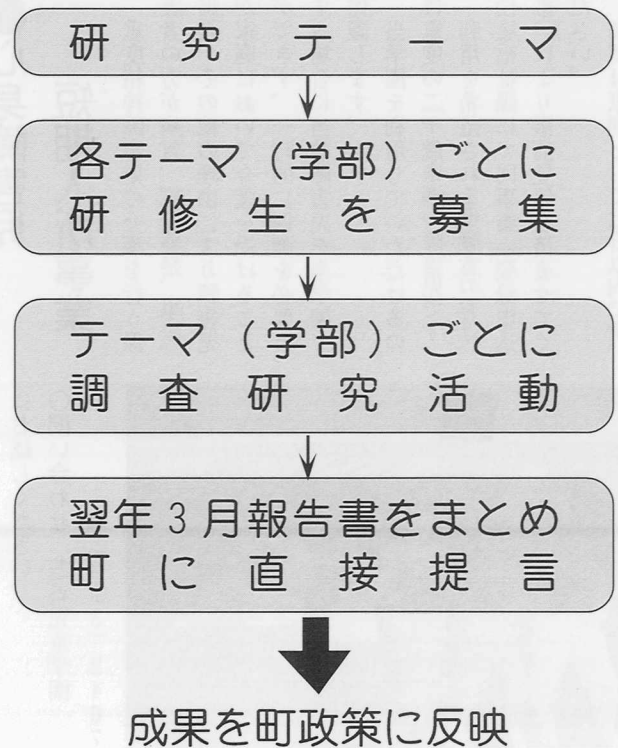 研究テーマ
各テーマ（学部）ごとに
研修生を募集
テーマ（学部）ごとに
調査研究活動
翌年3月報告書をまとめ
町に直接提言
成果を町政策に反映